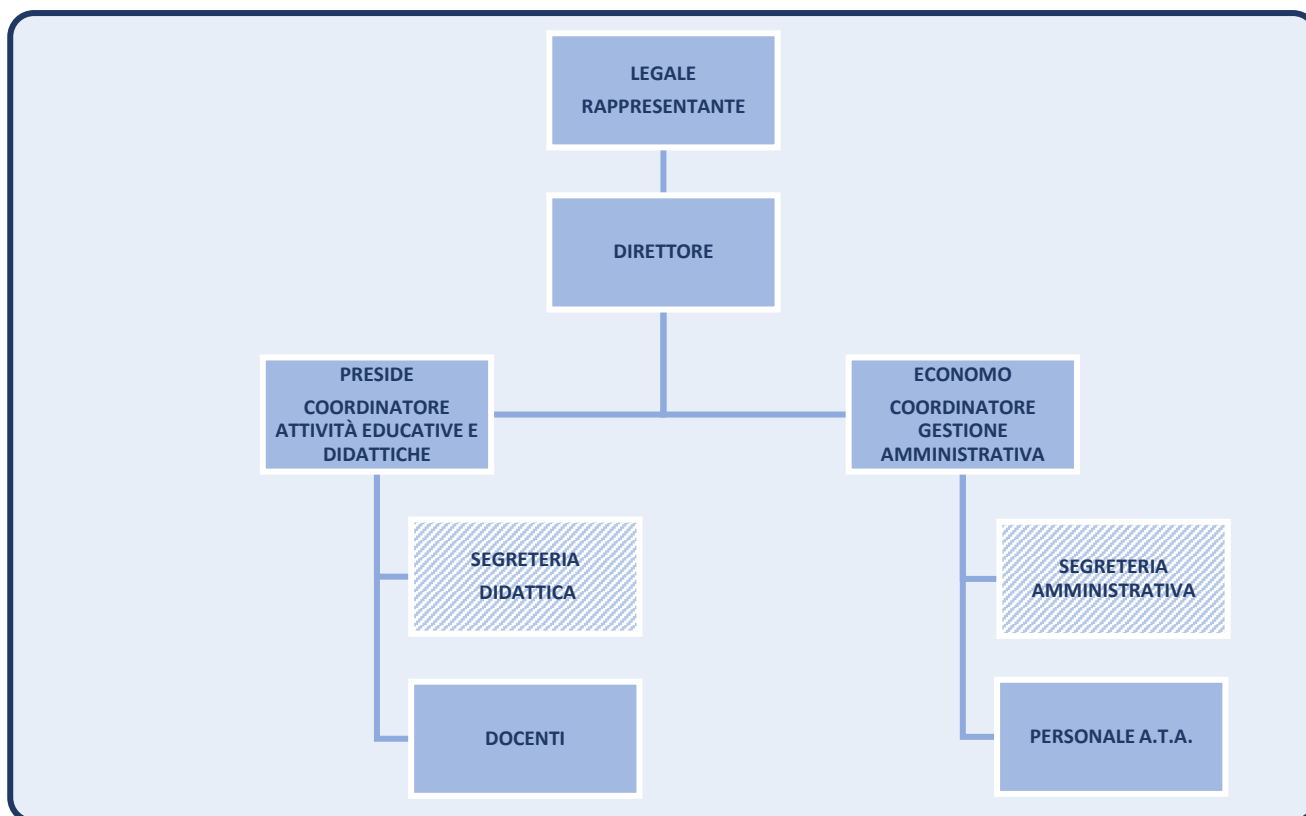 LEGALE
RAPPRESENTANTE
DIRETTORE
PRESIDE
COORDINATORE
ATTIVITÀ EDUCATIVE E
DIDATTICHE
ECONOMO
COORDINATORE
GESTIONE
AMMINISTRATIVA
SEGRETERIA
DIDATTICA
SEGRETERIA
AMMINISTRATIVA
DOCENTI
PERSONALE A.T.A.